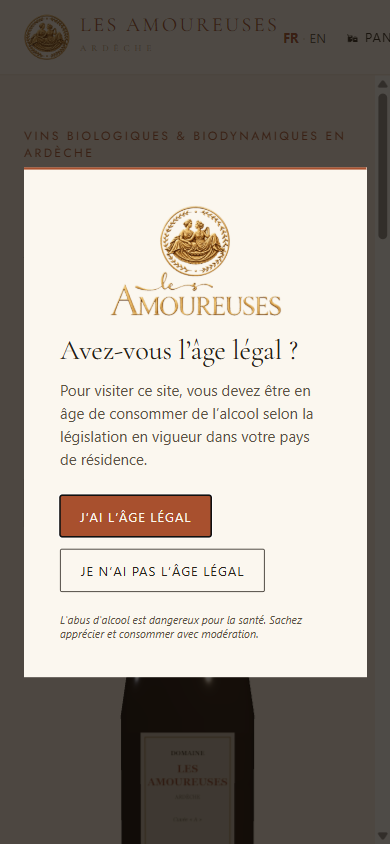 LES AMOUREUSES
ARDÈCHE
FR EN PAN
VINS BIOLOGIQUES & BIODYNAMIQUES EN
ARDÈCHE
les
AMOUREUSES
Avez-vous l’âge légal ?
Pour visiter ce site, vous devez être en
âge de consommer de l’alcool selon la
législation en vigueur dans votre pays
de résidence.
J’AI L’ÂGE LÉGAL
JE N’AI PAS L’ÂGE LÉGAL
L’abus d’alcool est dangereux pour la santé. Sachez
apprécier et consommer avec modération.
DOMAINE
LES
AMOUREUSES